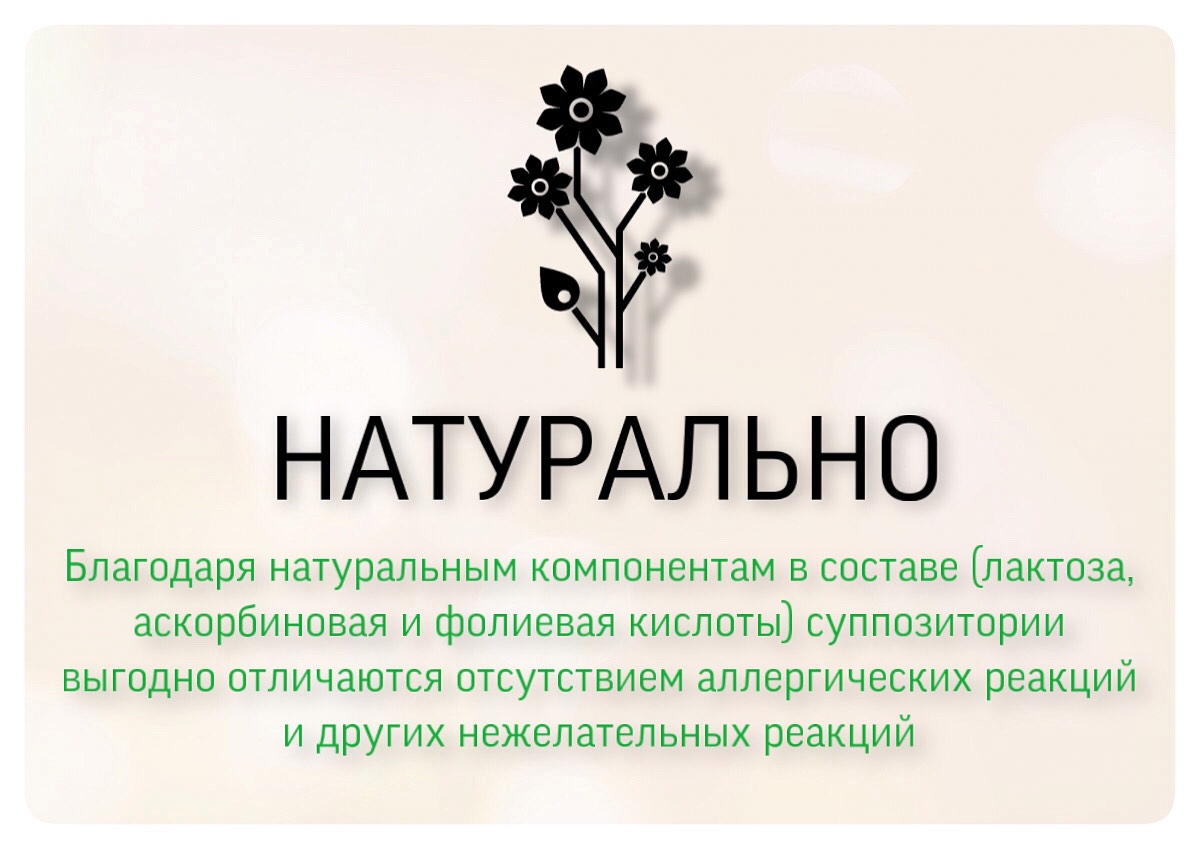 НАТУРАЛЬНО
Благодаря натуральным компонентам в составе (лактоза,
аскорбиновая и фолиевая кислоты) суппозитории
выгодно отличаются отсутствием аллергических реакций
и других нежелательных реакций